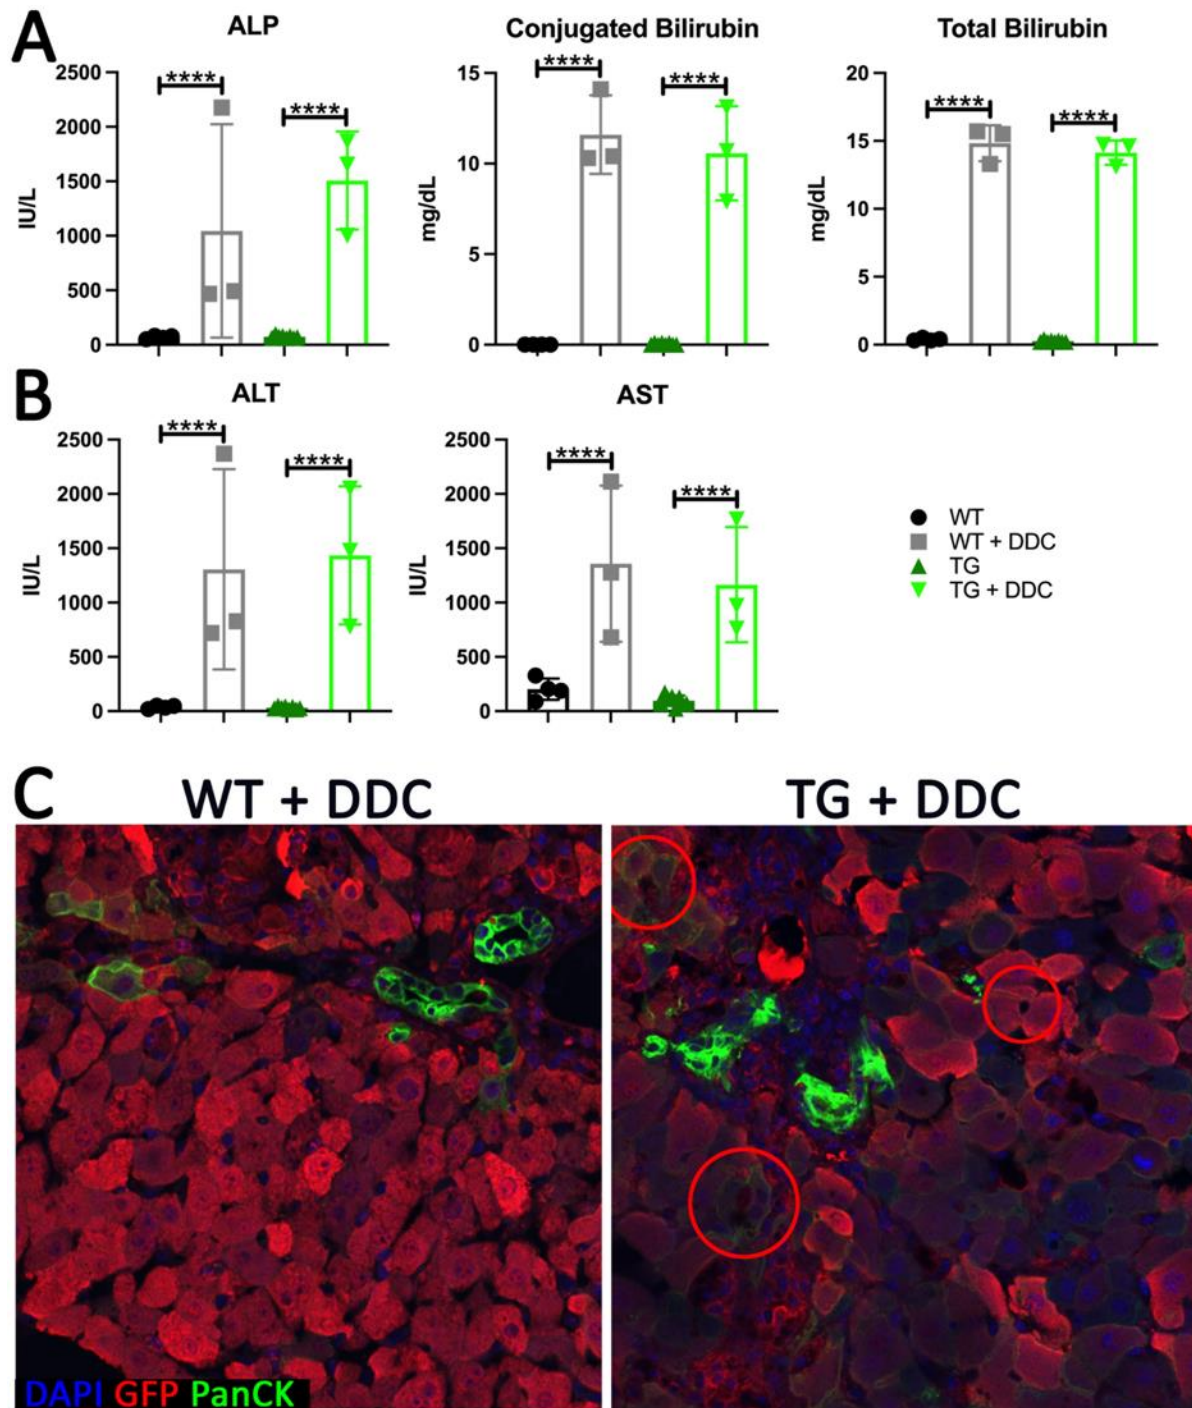 A
ALP
Conjugated Bilirubin
Total Bilirubin
IU/L
2500
2000
1500
1000
500
0
****
****
mg/dL
15
10
5
0
****
****
mg/dL
20
15
10
5
0
****
****
B
ALT
AST
IU/L
2500
2000
1500
1000
500
0
****
****
IU/L
2500
2000
1500
1000
500
0
****
****
WT
WT + DDC
TG
TG + DDC
C
WT + DDC
TG + DDC
DAPI GFP PanCK